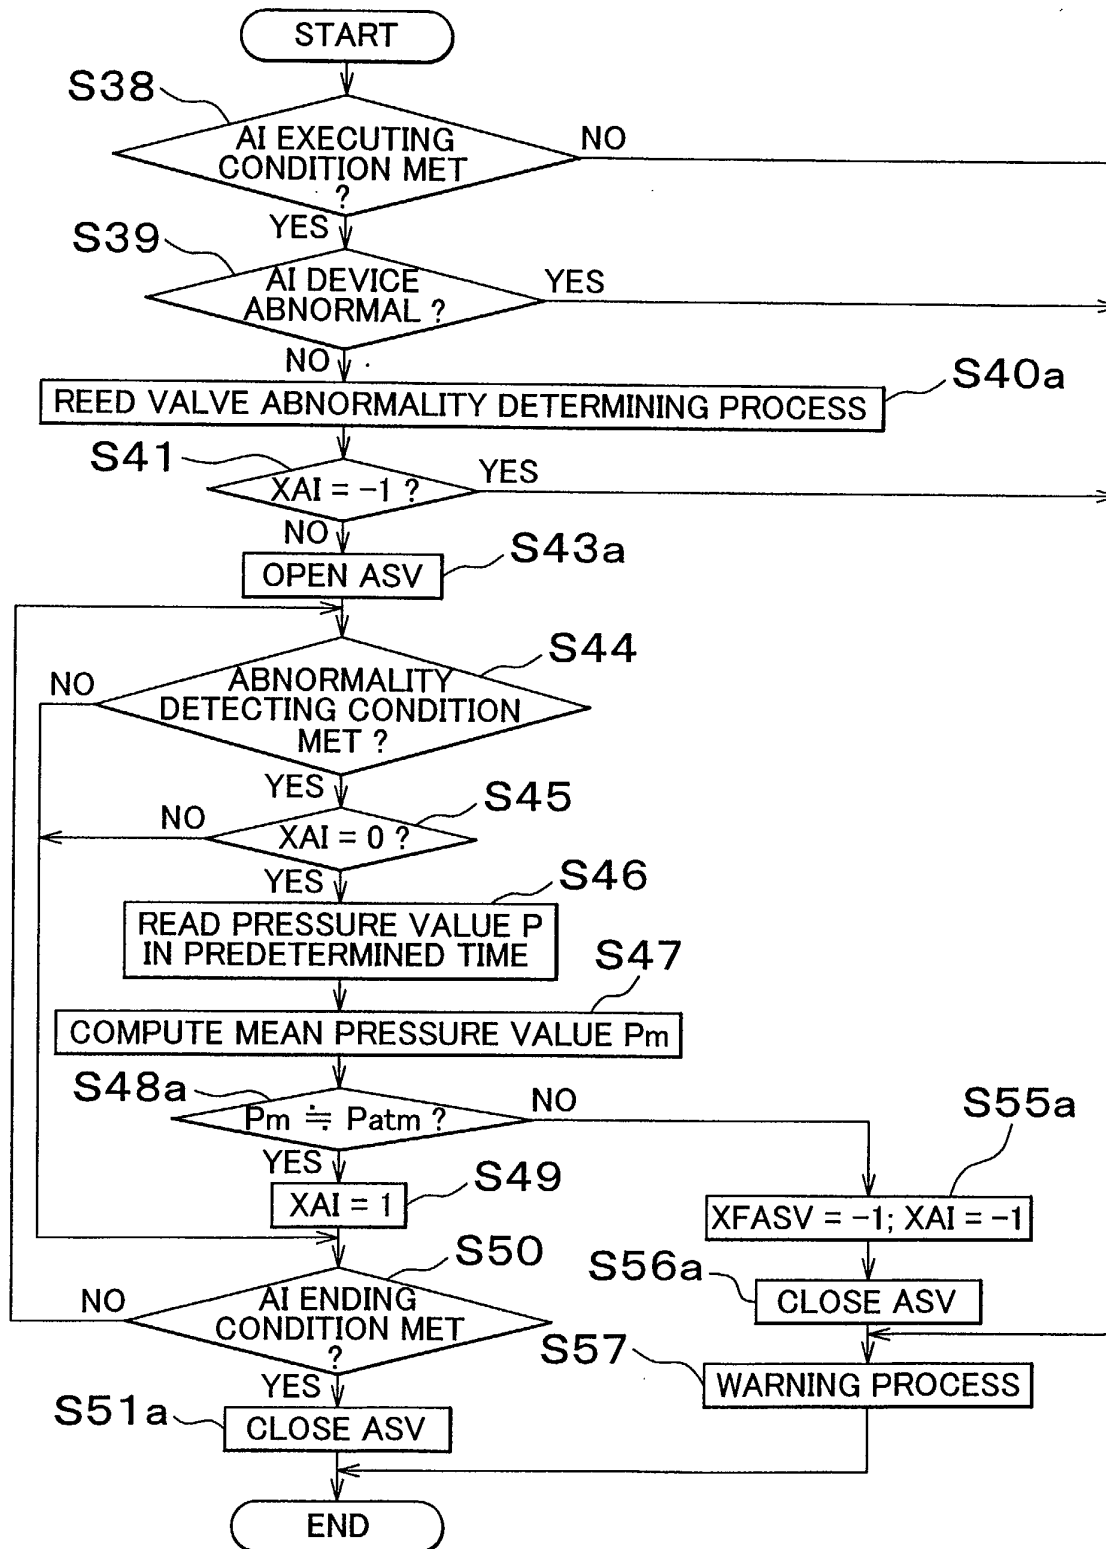 START
S38
AI EXECUTING
CONDITION MET
?
NO
YES
S39
AI DEVICE
ABNORMAL ?
YES
NO
S40a
REED VALVE ABNORMALITY DETERMINING PROCESS
S41
XAI = −1 ?
YES
NO
S43a
OPEN ASV
S44
NO
ABNORMALITY
DETECTING CONDITION
MET ?
YES
S45
NO
XAI = 0 ?
YES
S46
READ PRESSURE VALUE P
IN PREDETERMINED TIME
S47
COMPUTE MEAN PRESSURE VALUE Pm
S48a
Pm ≒ Patm ?
NO
YES
S49
XAI = 1
S55a
XFASV = −1; XAI = −1
S50
NO
AI ENDING
CONDITION MET
?
S56a
CLOSE ASV
S57
WARNING PROCESS
YES
S51a
CLOSE ASV
END